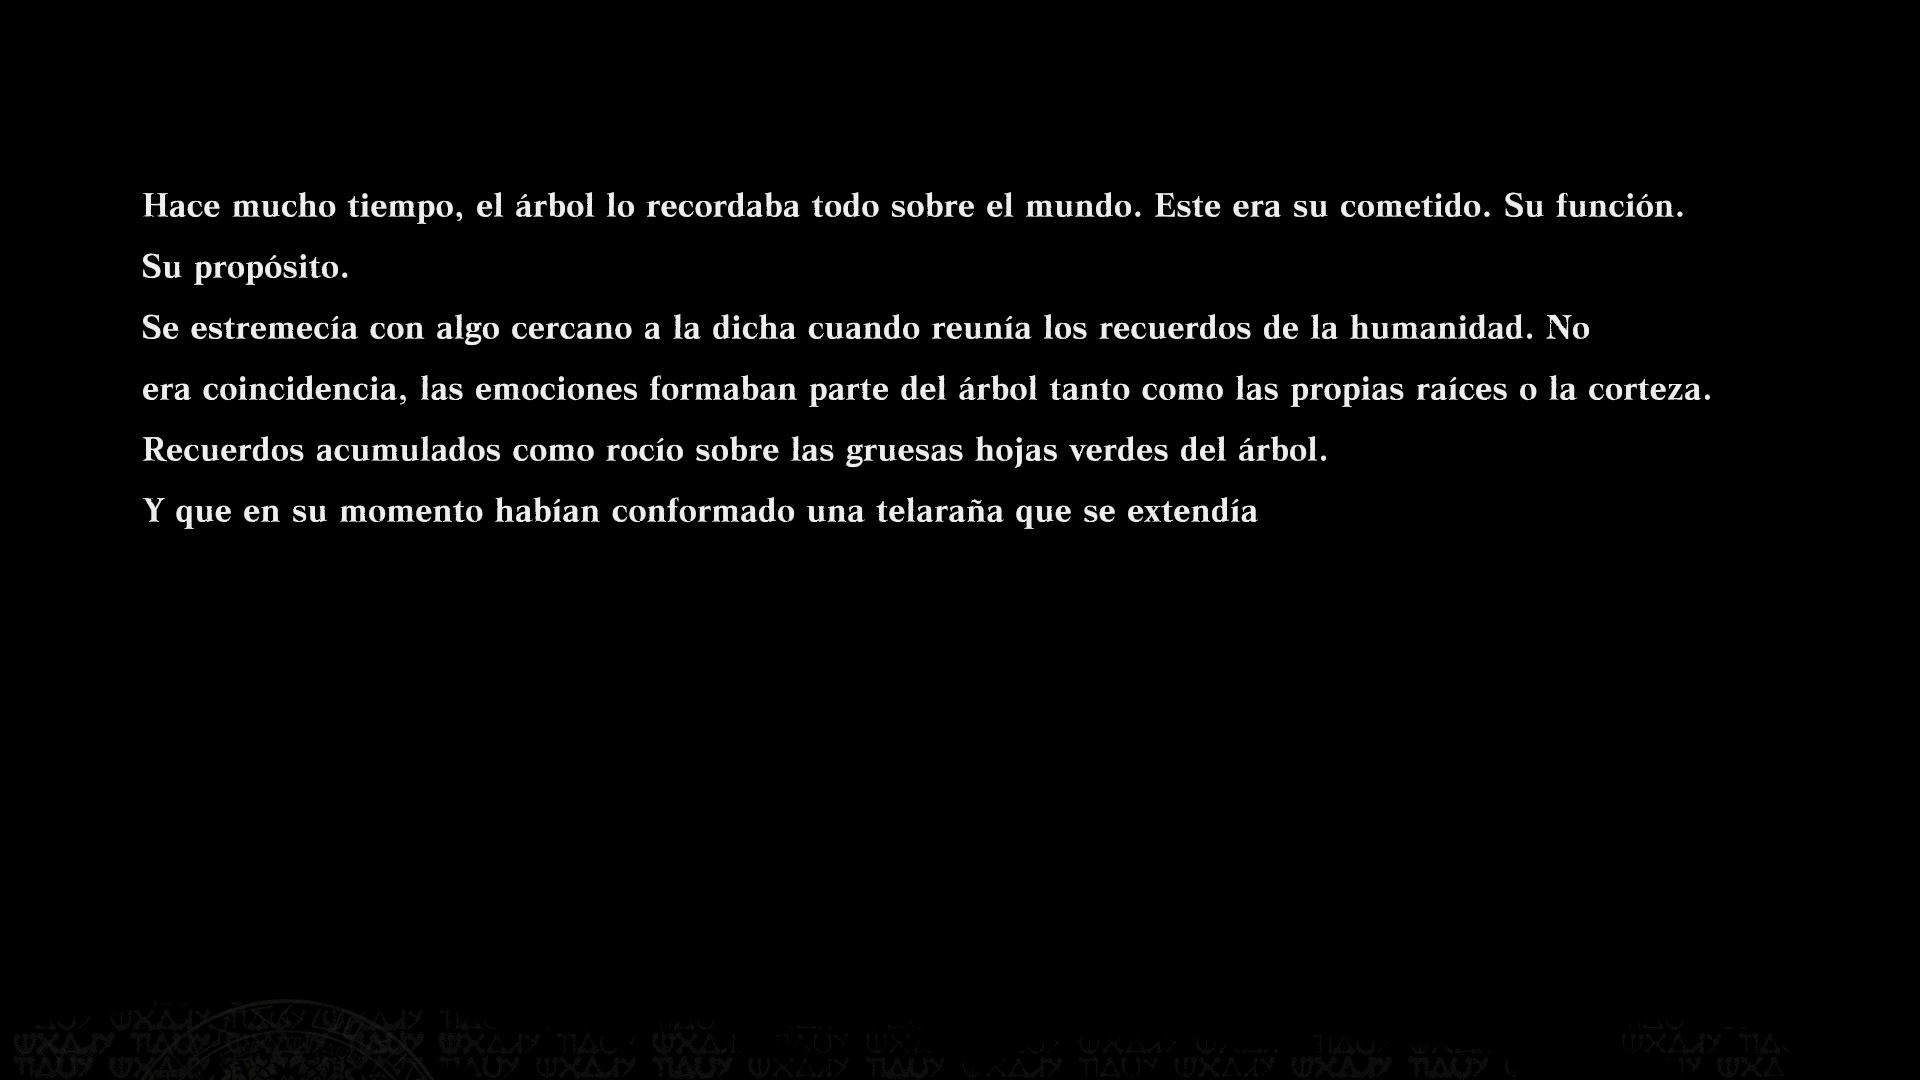 Hace mucho tiempo, el árbol lo recordaba todo sobre el mundo. Este era su cometido. Su función.
Su propósito.
Se estremecía con algo cercano a la dicha cuando reunía los recuerdos de la humanidad. No
era coincidencia, las emociones formaban parte del árbol tanto como las propias raíces o la corteza.
Recuerdos acumulados como rocío sobre las gruesas hojas verdes del árbol.
Y que en su momento habían conformado una telaraña que se extendía